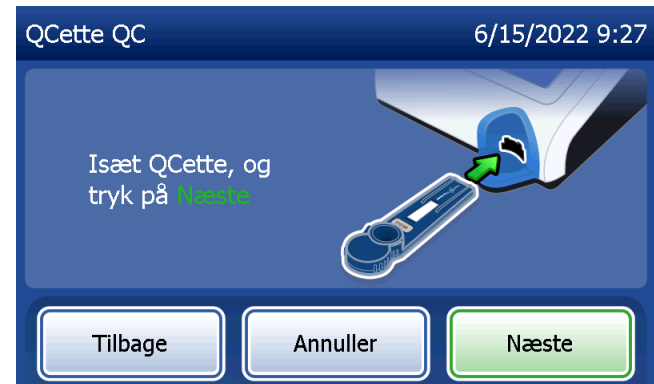 QCette QC 6/15/2022 9:27
Isæt QCette, og
tryk på Næste
Tilbage Annuller Næste